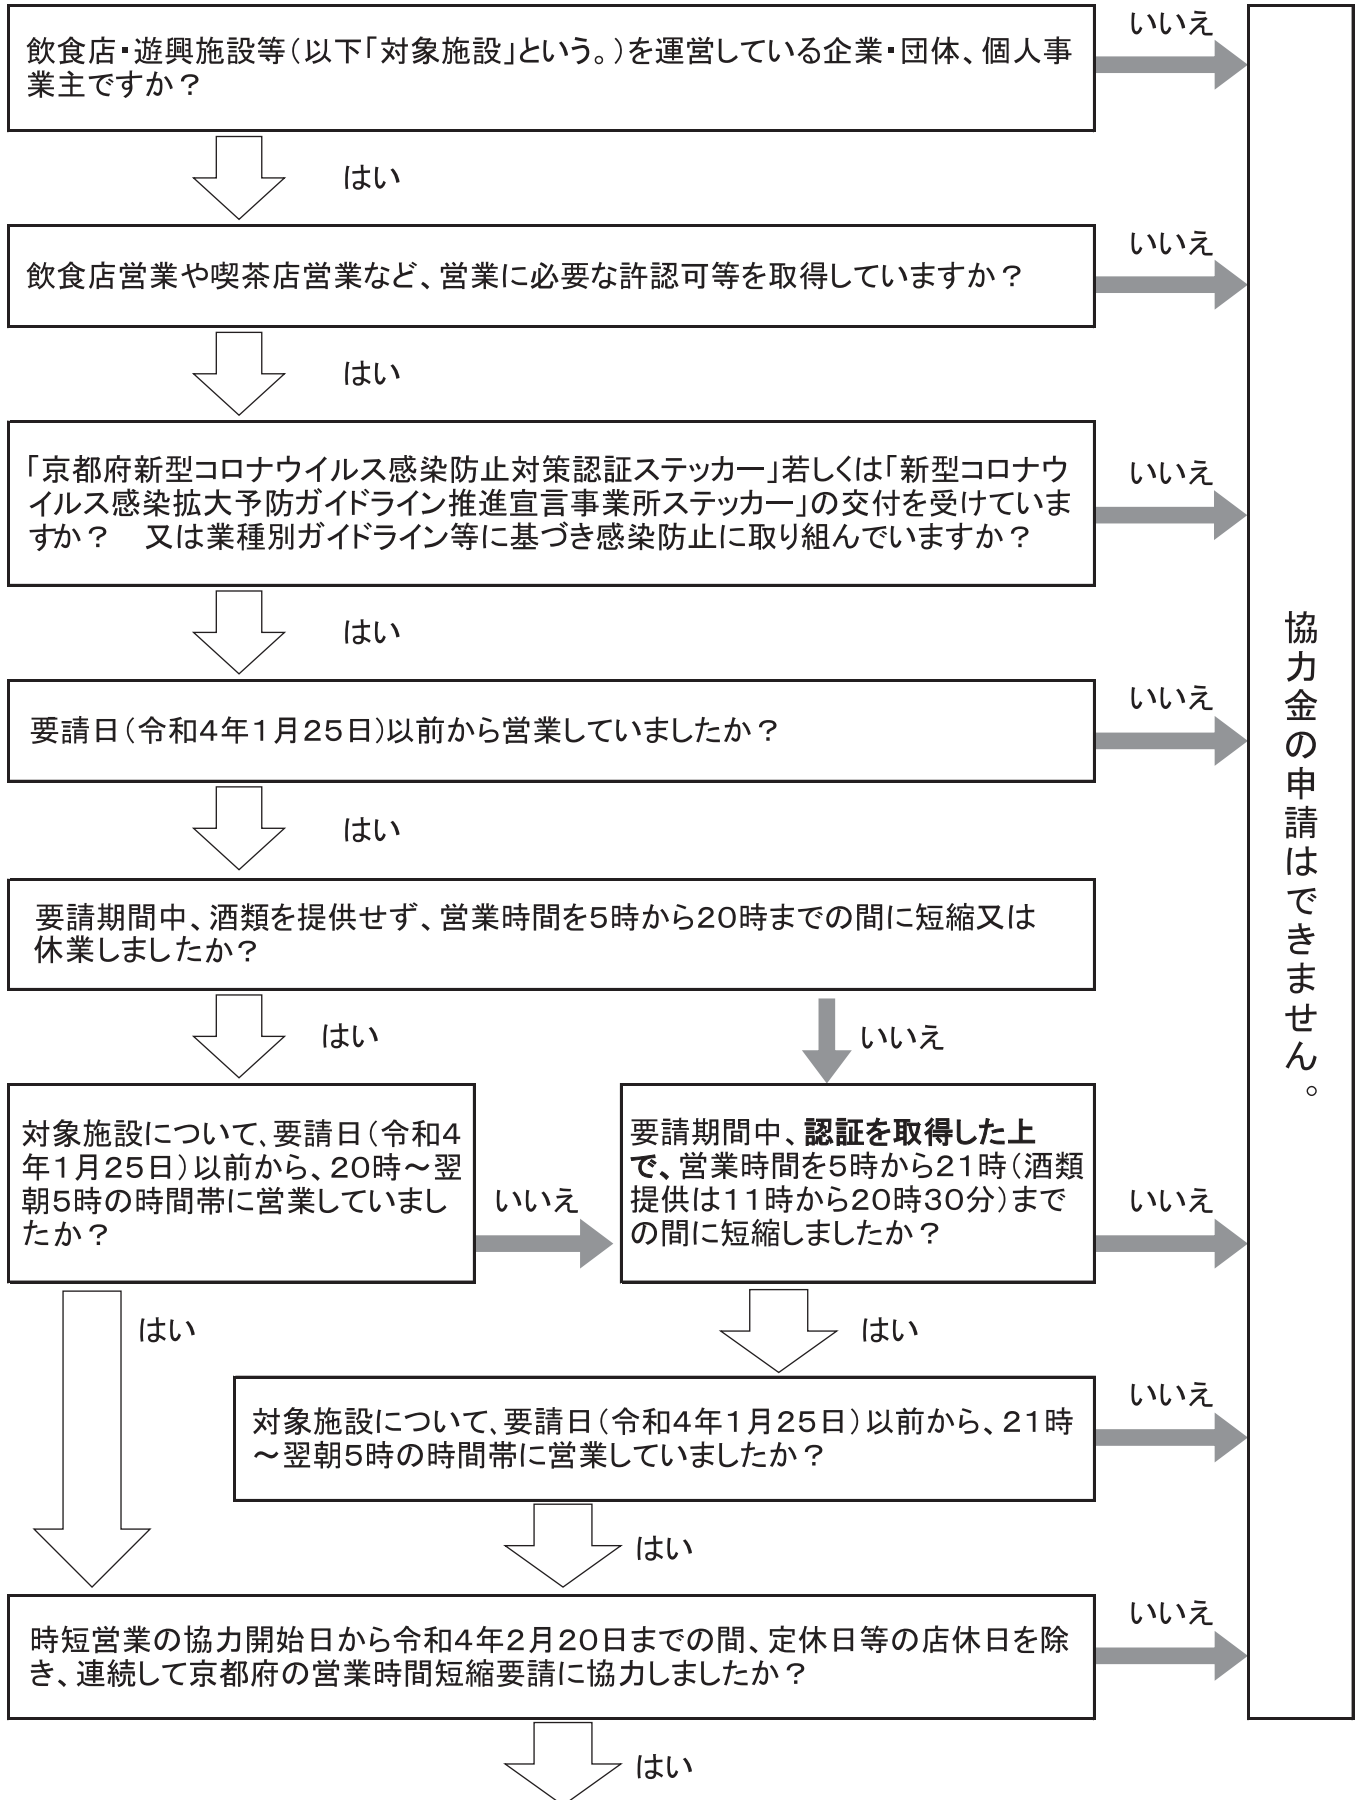 飲食店・遊興施設等（以下「対象施設」という。）を運営している企業・団体、個人事
業主ですか？
いいえ
はい
飲食店営業や喫茶店営業など、営業に必要な許認可等を取得していますか？
いいえ
はい
「京都府新型コロナウイルス感染防止対策認証ステッカー」若しくは「新型コロナウ
イルス感染拡大予防ガイドライン推進宣言事業所ステッカー」の交付を受けていま
すか？　又は業種別ガイドライン等に基づき感染防止に取り組んでいますか？
いいえ
はい
要請日（令和４年１月２５日）以前から営業していましたか？
いいえ
はい
要請期間中、酒類を提供せず、営業時間を５時から２０時までの間に短縮又は
休業しましたか？
はい
いいえ
対象施設について、要請日（令和４
年１月２５日）以前から、２０時～翌
朝５時の時間帯に営業していまし
たか？
いいえ
要請期間中、認証を取得した上
で、営業時間を５時から２１時（酒類
提供は１１時から２０時３０分）まで
の間に短縮しましたか？
いいえ
はい
はい
対象施設について、要請日（令和４年１月２５日）以前から、２１時
～翌朝５時の時間帯に営業していましたか？
いいえ
はい
時短営業の協力開始日から令和４年２月２０日までの間、定休日等の店休日を除
き、連続して京都府の営業時間短縮要請に協力しましたか？
いいえ
はい
協力金の申請はできません。